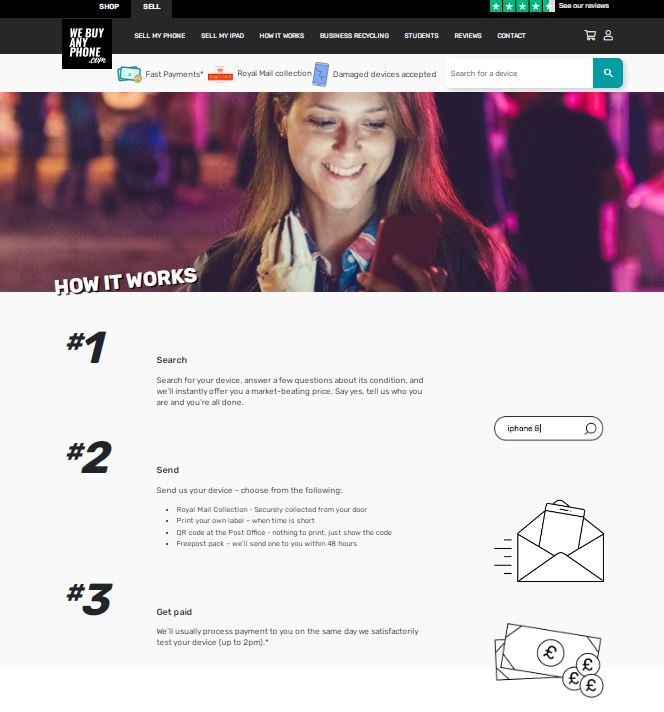 SHOP SELL See our reviews
WE BUY
ANY
PHONE
.com
SELL MY PHONE SELL MY IPAD HOW IT WORKS BUSINESS RECYCLING STUDENTS REVIEWS CONTACT
Fast Payments* Royal Mail collection Damaged devices accepted Search for a device
HOW IT WORKS
#1
Search
Search for your device, answer a few questions about its condition, and
we'll instantly offer you a market-beating price. Say yes, tell us who you
are and you're all done.
iphone 8
#2
Send
Send us your device – choose from the following:
• Royal Mail Collection - Securely collected from your door
• Print your own label – when time is short
• QR code at the Post Office - nothing to print, just show the code
• Freepost pack – we'll send one to you within 48 hours
#3
Get paid
We'll usually process payment to you on the same day we satisfactorily
test your device (up to 2pm).*
£
£
£
£